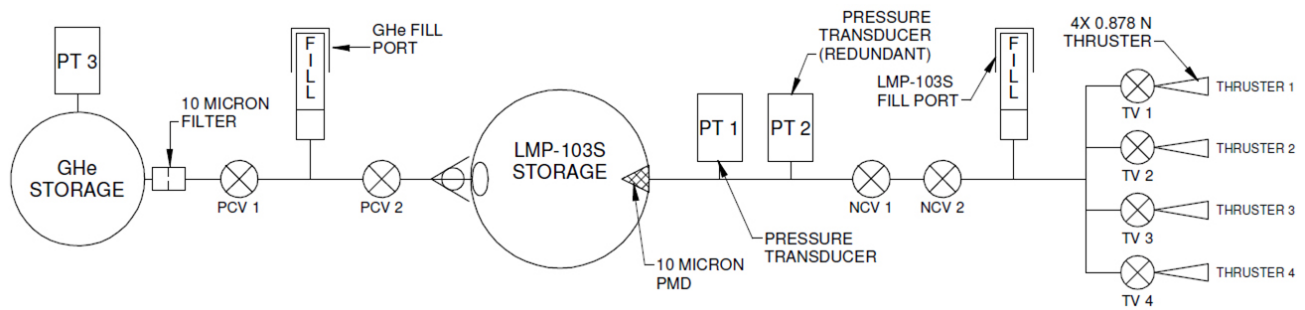 PT 3
GHe FILL
PORT
FILL
10 MICRON
FILTER
GHe
STORAGE
PCV 1
PCV 2
LMP-103S
STORAGE
10 MICRON
PMD
PT 1
PT 2
PRESSURE
TRANSDUCER
PRESSURE
TRANSDUCER
(REDUNDANT)
LMP-103S
FILL PORT
FILL
NCV 1
NCV 2
4X 0.878 N
THRUSTER
TV 1
THRUSTER 1
TV 2
THRUSTER 2
TV 3
THRUSTER 3
TV 4
THRUSTER 4